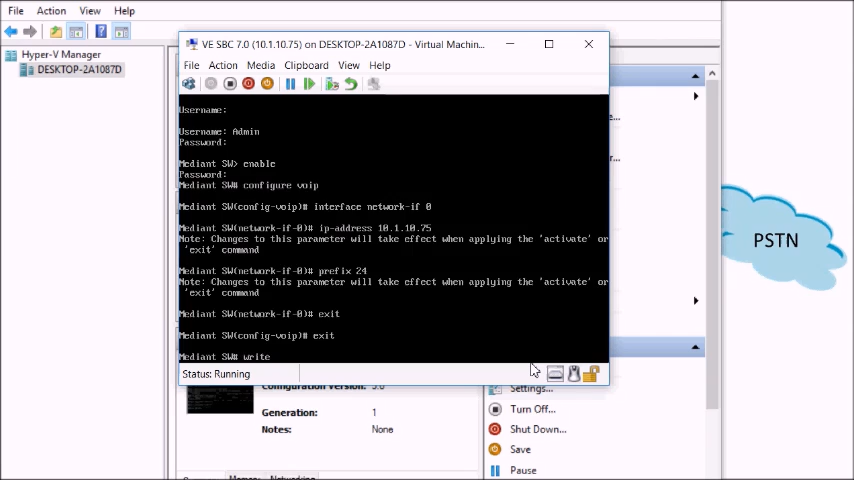 File Action View Help
Hyper-V Manager
DESKTOP-2A1087D
VE SBC 7.0 (10.1.10.75) on DESKTOP-2A1087D - Virtual Machin...
File Action Media Clipboard View Help
Username:
Username: Admin
Password:
Mediant SW> enable
Password:
Mediant SW# configure voip
Mediant SW(config-voip)# interface network-if 0
Mediant SW(network-if-0)# ip-address 10.1.10.75
Note: Changes to this parameter will take effect when applying the 'activate' or
'exit' command
Mediant SW(network-if-0)# prefix 24
Note: Changes to this parameter will take effect when applying the 'activate' or
'exit' command
Mediant SW(network-if-0)# exit
Mediant SW(config-voip)# exit
Mediant SW# write
Status: Running
PSTN
Generation: 1
Notes: None
Settings...
Turn Off...
Shut Down...
Save
Pause